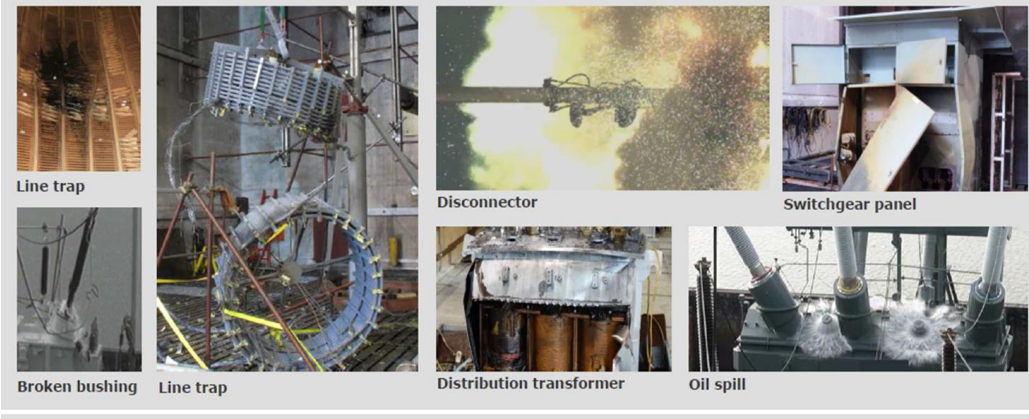 Line trap
Disconnector
Switchgear panel
Broken bushing
Line trap
Distribution transformer
Oil spill